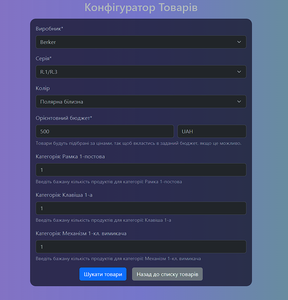 Конфігуратор Товарів
Виробник*
Berker
Серія*
R.1/R.3
Колір
Полярна білизна
Орієнтовний бюджет*
500
UAH
Товари будуть підібрані за цінами, так щоб вкластись в заданий бюджет, якщо це можливо.
Категорія Рамка 1-постова
1
Введіть бажану кількість продуктів для категорії Рамка 1-постова
Категорія Клавіша 1-а
1
Введіть бажану кількість продуктів для категорії Клавіша 1-а
Категорія Механізм 1-кл. вимикача
1
Введіть бажану кількість продуктів для категорії Механізм 1-кл. вимикача
Шукати товари
Назад до списку товарів